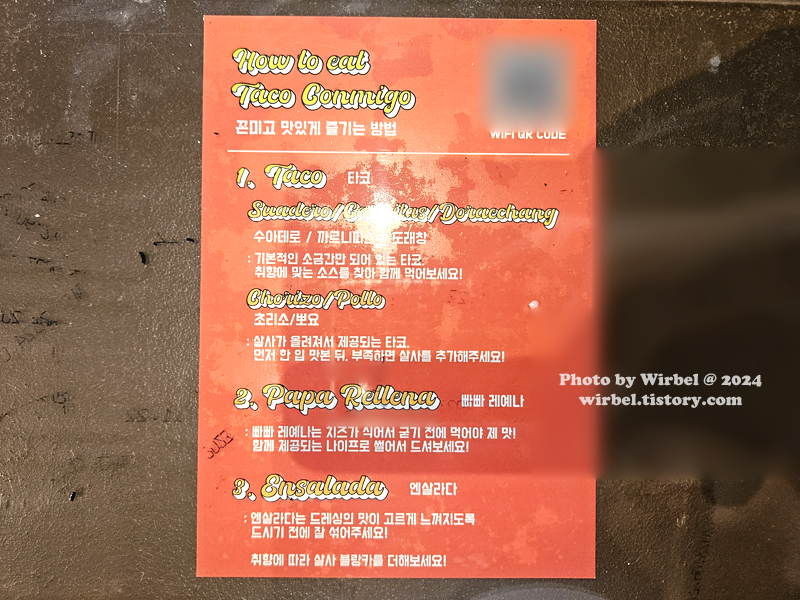 How to eat
Taco Conmigo
꼰미고 맛있게 즐기는 방법
WIFI QR CODE
1. Taco 타코
Suadero/Carnitas/Doraechang
수아데로 / 까르니따스 / 도래창
: 기본적인 소금간만 되어 있는 타코.
취향에 맞는 소스를 찾아 함께 먹어보세요!
Chorizo/Pollo
초리소/뽀요
: 살사가 올려져서 제공되는 타코.
먼저 한 입 맛본 뒤, 부족하면 살사를 추가해주세요!
2. Papa Rellena 빠빠 레예나
: 빠빠 레예나는 치즈가 식어서 굳기 전에 먹어야 제 맛!
함께 제공되는 나이프로 썰어서 드셔보세요!
3. Ensalada 엔살라다
: 엔살라다는 드레싱의 맛이 고르게 느껴지도록
드시기 전에 잘 섞어주세요!
취향에 따라 살사 블랑카를 더해보세요!
Photo by Wirbel @ 2024
wirbel.tistory.com